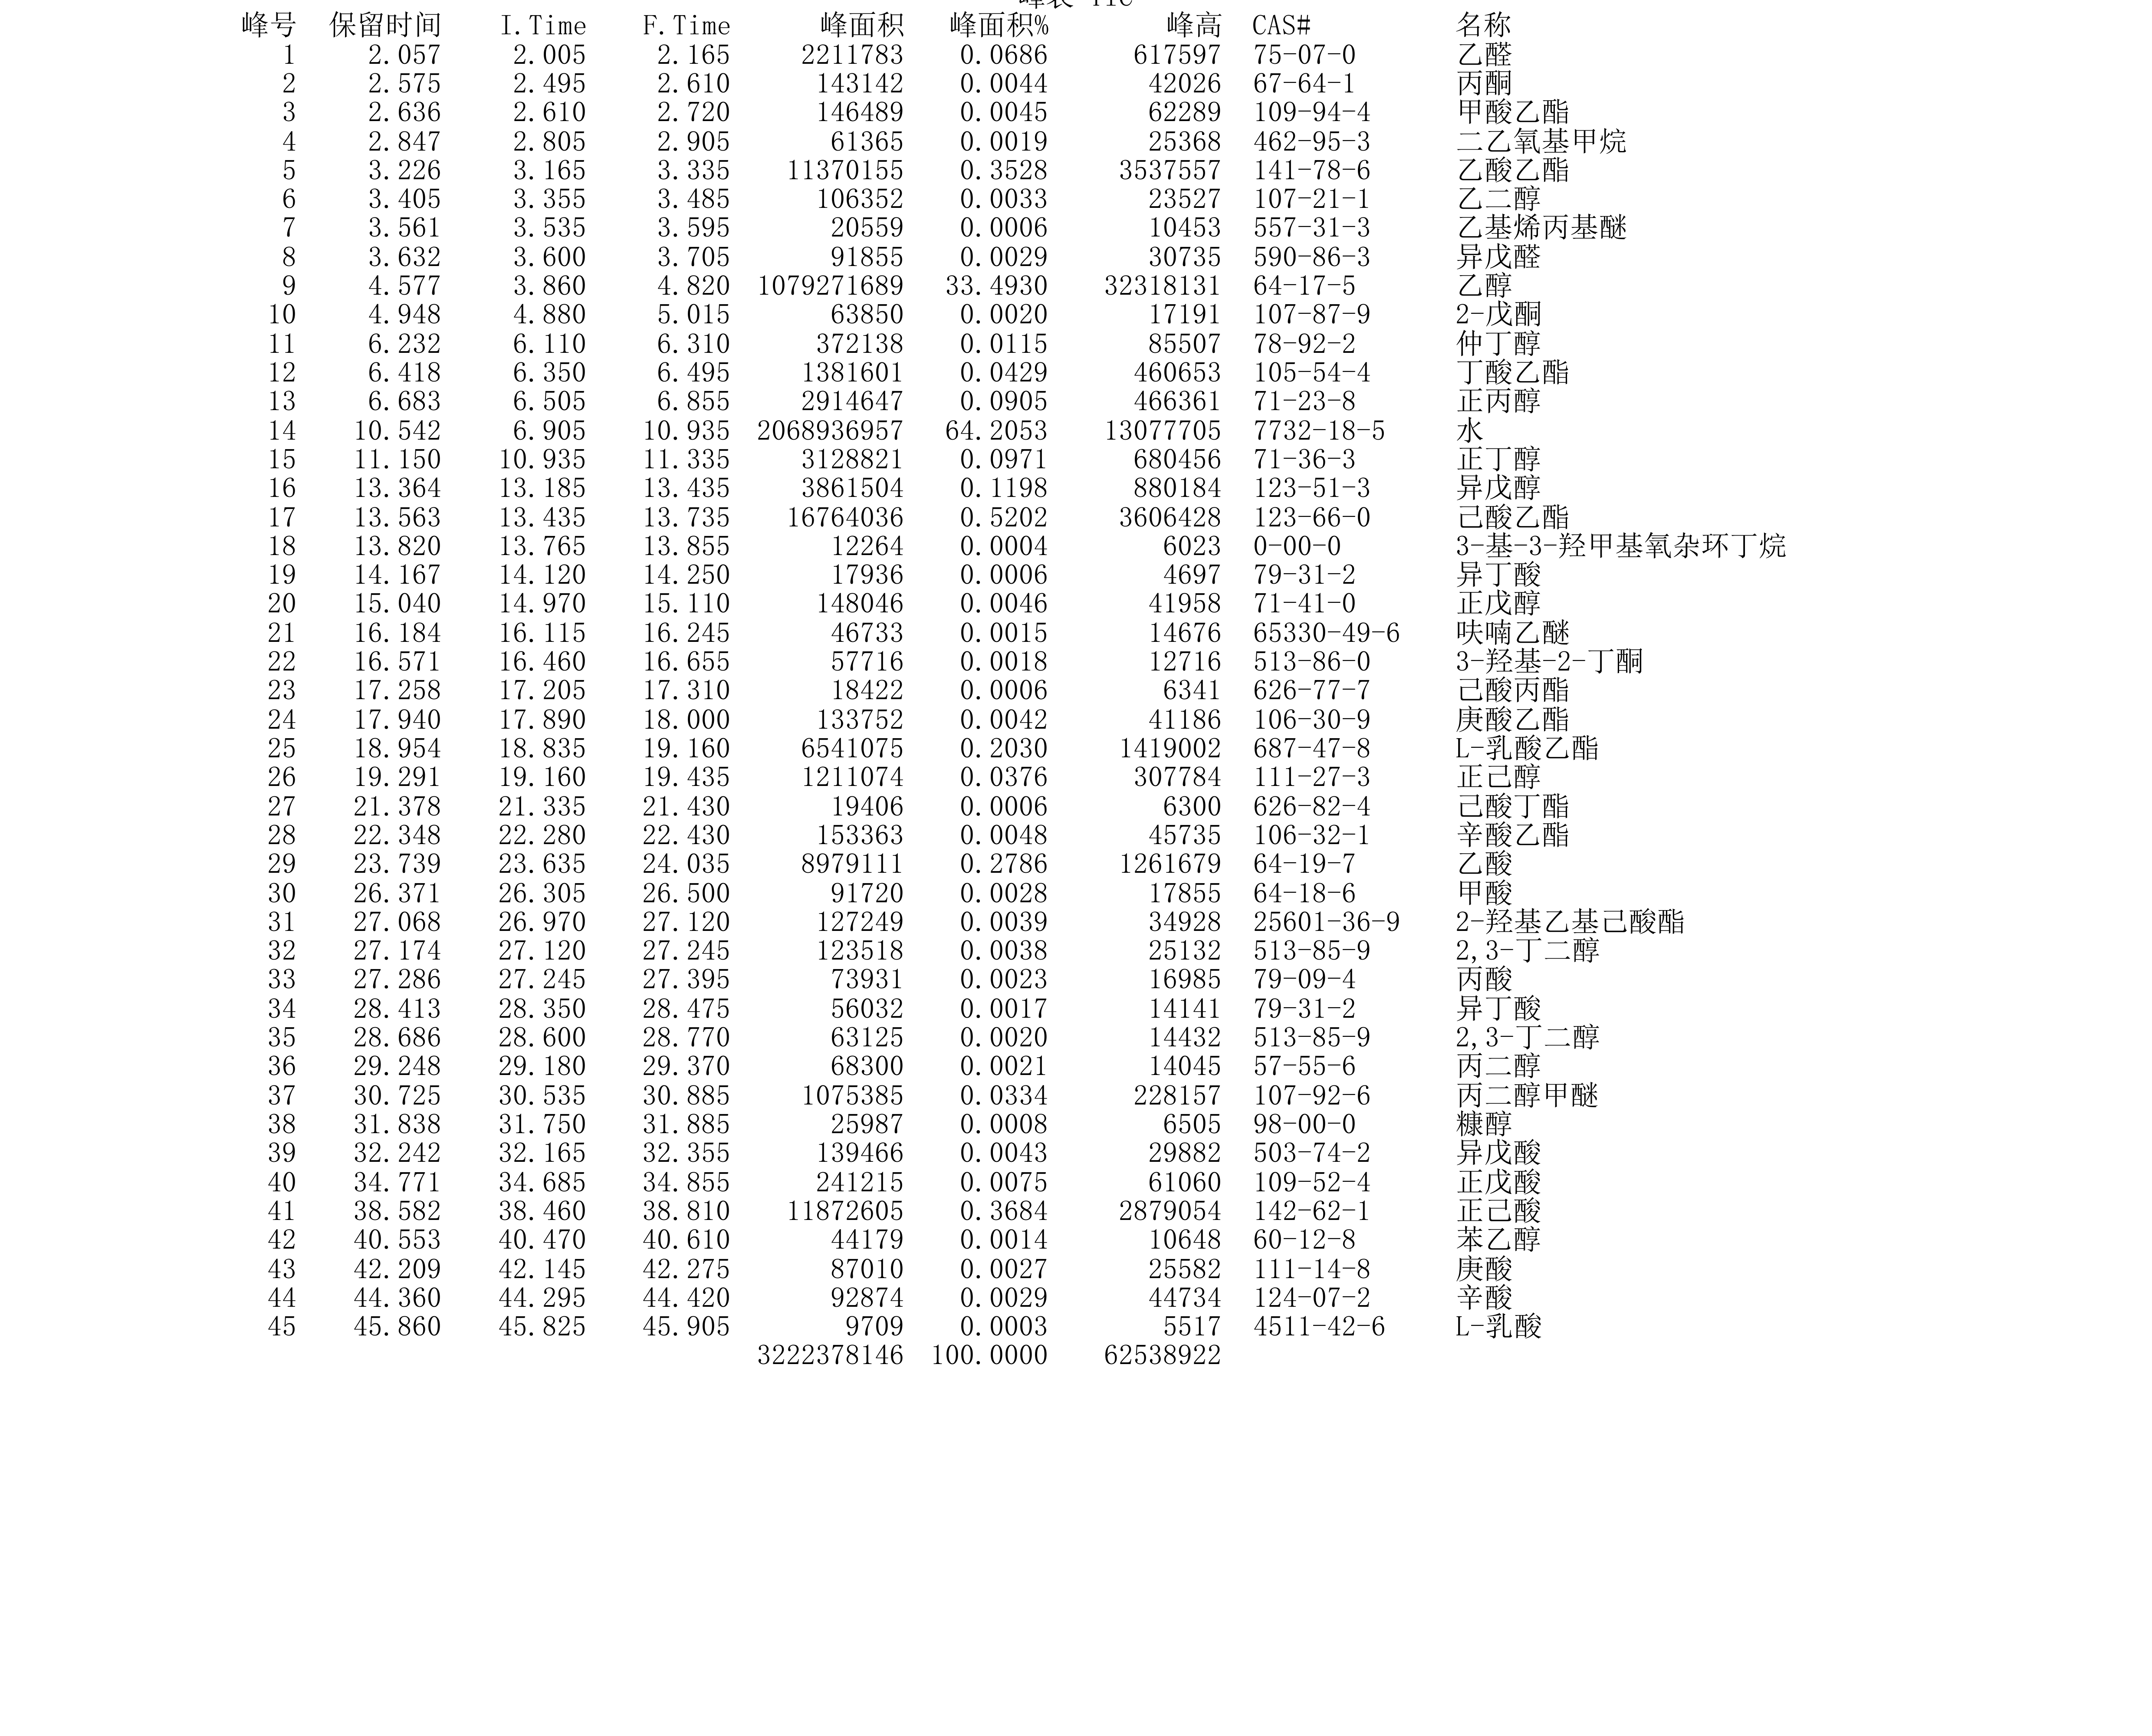 峰表 TIC
峰号 保留时间 I.Time F.Time 峰面积 峰面积% 峰高 CAS# 名称
1 2.057 2.005 2.165 2211783 0.0686 617597 75-07-0 乙醛
2 2.575 2.495 2.610 143142 0.0044 42026 67-64-1 丙酮
3 2.636 2.610 2.720 146489 0.0045 62289 109-94-4 甲酸乙酯
4 2.847 2.805 2.905 61365 0.0019 25368 462-95-3 二乙氧基甲烷
5 3.226 3.165 3.335 11370155 0.3528 3537557 141-78-6 乙酸乙酯
6 3.405 3.355 3.485 106352 0.0033 23527 107-21-1 乙二醇
7 3.561 3.535 3.595 20559 0.0006 10453 557-31-3 乙基烯丙基醚
8 3.632 3.600 3.705 91855 0.0029 30735 590-86-3 异戊醛
9 4.577 3.860 4.820 1079271689 33.4930 32318131 64-17-5 乙醇
10 4.948 4.880 5.015 63850 0.0020 17191 107-87-9 2-戊酮
11 6.232 6.110 6.310 372138 0.0115 85507 78-92-2 仲丁醇
12 6.418 6.350 6.495 1381601 0.0429 460653 105-54-4 丁酸乙酯
13 6.683 6.505 6.855 2914647 0.0905 466361 71-23-8 正丙醇
14 10.542 6.905 10.935 2068936957 64.2053 13077705 7732-18-5 水
15 11.150 10.935 11.335 3128821 0.0971 680456 71-36-3 正丁醇
16 13.364 13.185 13.435 3861504 0.1198 880184 123-51-3 异戊醇
17 13.563 13.435 13.735 16764036 0.5202 3606428 123-66-0 己酸乙酯
18 13.820 13.765 13.855 12264 0.0004 6023 0-00-0 3-基-3-羟甲基氧杂环丁烷
19 14.167 14.120 14.250 17936 0.0006 4697 79-31-2 异丁酸
20 15.040 14.970 15.110 148046 0.0046 41958 71-41-0 正戊醇
21 16.184 16.115 16.245 46733 0.0015 14676 65330-49-6 呋喃乙醚
22 16.571 16.460 16.655 57716 0.0018 12716 513-86-0 3-羟基-2-丁酮
23 17.258 17.205 17.310 18422 0.0006 6341 626-77-7 己酸丙酯
24 17.940 17.890 18.000 133752 0.0042 41186 106-30-9 庚酸乙酯
25 18.954 18.835 19.160 6541075 0.2030 1419002 687-47-8 L-乳酸乙酯
26 19.291 19.160 19.435 1211074 0.0376 307784 111-27-3 正己醇
27 21.378 21.335 21.430 19406 0.0006 6300 626-82-4 己酸丁酯
28 22.348 22.280 22.430 153363 0.0048 45735 106-32-1 辛酸乙酯
29 23.739 23.635 24.035 8979111 0.2786 1261679 64-19-7 乙酸
30 26.371 26.305 26.500 91720 0.0028 17855 64-18-6 甲酸
31 27.068 26.970 27.120 127249 0.0039 34928 25601-36-9 2-羟基乙基己酸酯
32 27.174 27.120 27.245 123518 0.0038 25132 513-85-9 2,3-丁二醇
33 27.286 27.245 27.395 73931 0.0023 16985 79-09-4 丙酸
34 28.413 28.350 28.475 56032 0.0017 14141 79-31-2 异丁酸
35 28.686 28.600 28.770 63125 0.0020 14432 513-85-9 2,3-丁二醇
36 29.248 29.180 29.370 68300 0.0021 14045 57-55-6 丙二醇
37 30.725 30.535 30.885 1075385 0.0334 228157 107-92-6 丙二醇甲醚
38 31.838 31.750 31.885 25987 0.0008 6505 98-00-0 糠醇
39 32.242 32.165 32.355 139466 0.0043 29882 503-74-2 异戊酸
40 34.771 34.685 34.855 241215 0.0075 61060 109-52-4 正戊酸
41 38.582 38.460 38.810 11872605 0.3684 2879054 142-62-1 正己酸
42 40.553 40.470 40.610 44179 0.0014 10648 60-12-8 苯乙醇
43 42.209 42.145 42.275 87010 0.0027 25582 111-14-8 庚酸
44 44.360 44.295 44.420 92874 0.0029 44734 124-07-2 辛酸
45 45.860 45.825 45.905 9709 0.0003 5517 4511-42-6 L-乳酸
3222378146 100.0000 62538922